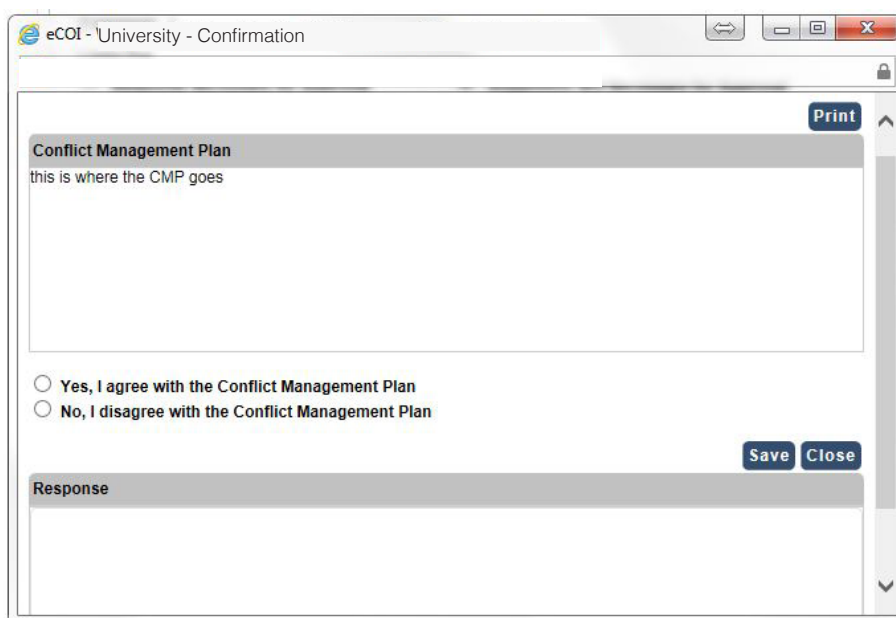 eCOI - University - Confirmation
Print
Conflict Management Plan
this is where the CMP goes
Yes, I agree with the Conflict Management Plan
No, I disagree with the Conflict Management Plan
Save Close
Response